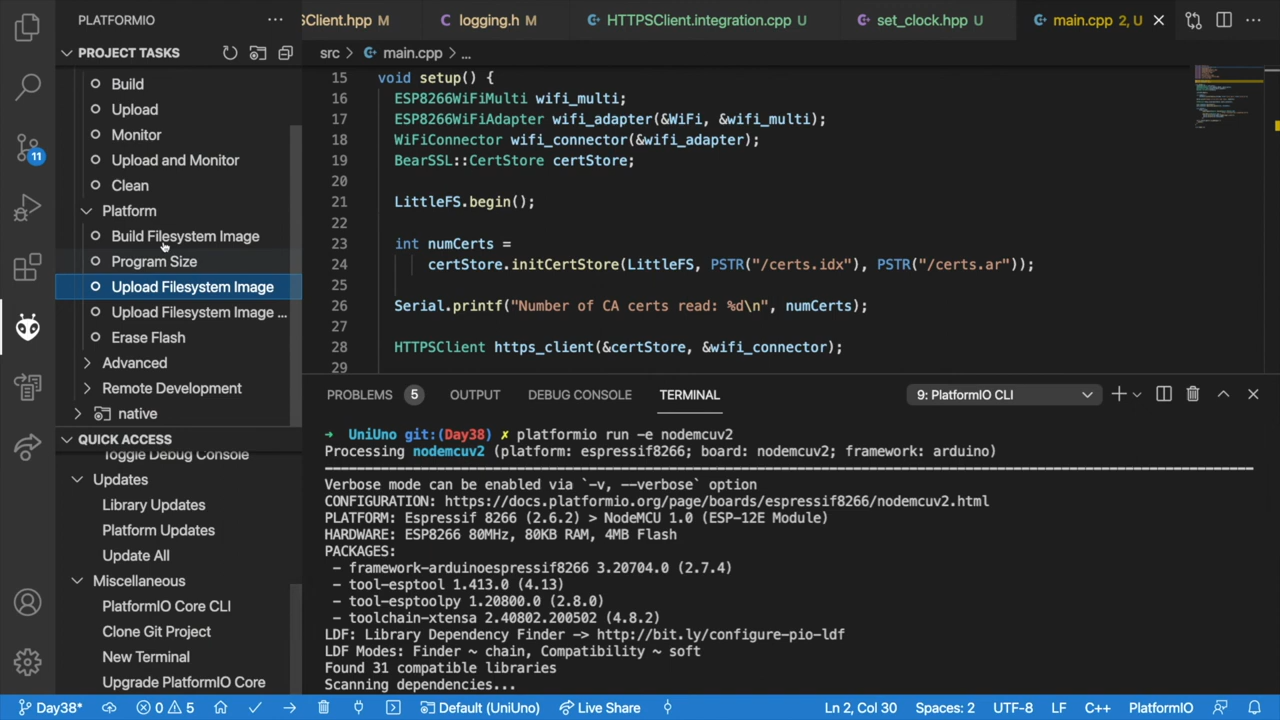 PLATFORMIO
PROJECT TASKS
Build
Upload
Monitor
Upload and Monitor
Clean
Platform
Build Filesystem Image
Program Size
Upload Filesystem Image
Upload Filesystem Image ...
Erase Flash
Advanced
Remote Development
native
QUICK ACCESS
Toggle Debug Console
Updates
Library Updates
Platform Updates
Update All
Miscellaneous
PlatformIO Core CLI
Clone Git Project
New Terminal
Upgrade PlatformIO Core
11
SClient.hpp M
C logging.h M
HTTPSClient.integration.cpp U
set_clock.hpp U
main.cpp 2, U
src > main.cpp > ...
15 void setup() {
16 ESP8266WiFiMulti wifi_multi;
17 ESP8266WiFiAdapter wifi_adapter(&WiFi, &wifi_multi);
18 WiFiConnector wifi_connector(&wifi_adapter);
19 BearSSL::CertStore certStore;
20
21 LittleFS.begin();
22
23 int numCerts =
24 certStore.initCertStore(LittleFS, PSTR("/certs.idx"), PSTR("/certs.ar"));
25
26 Serial.printf("Number of CA certs read: %d\n", numCerts);
27
28 HTTPSClient https_client(&certStore, &wifi_connector);
29
PROBLEMS 5 OUTPUT DEBUG CONSOLE TERMINAL 9: PlatformIO CLI
→ UniUno git:(Day38) ✗ platformio run -e nodemcuv2
Processing nodemcuv2 (platform: espressif8266; board: nodemcuv2; framework: arduino)
Verbose mode can be enabled via `-v, --verbose` option
CONFIGURATION: https://docs.platformio.org/page/boards/espressif8266/nodemcuv2.html
PLATFORM: Espressif 8266 (2.6.2) > NodeMCU 1.0 (ESP-12E Module)
HARDWARE: ESP8266 80MHz, 80KB RAM, 4MB Flash
PACKAGES:
- framework-arduinoespressif8266 3.20704.0 (2.7.4)
- tool-esptool 1.413.0 (4.13)
- tool-esptoolpy 1.20800.0 (2.8.0)
- toolchain-xtensa 2.40802.200502 (4.8.2)
LDF: Library Dependency Finder -> http://bit.ly/configure-pio-ldf
LDF Modes: Finder ~ chain, Compatibility ~ soft
Found 31 compatible libraries
Scanning dependencies...
Day38* 0 5 Default (UniUno) Live Share Ln 2, Col 30 Spaces: 2 UTF-8 LF C++ PlatformIO